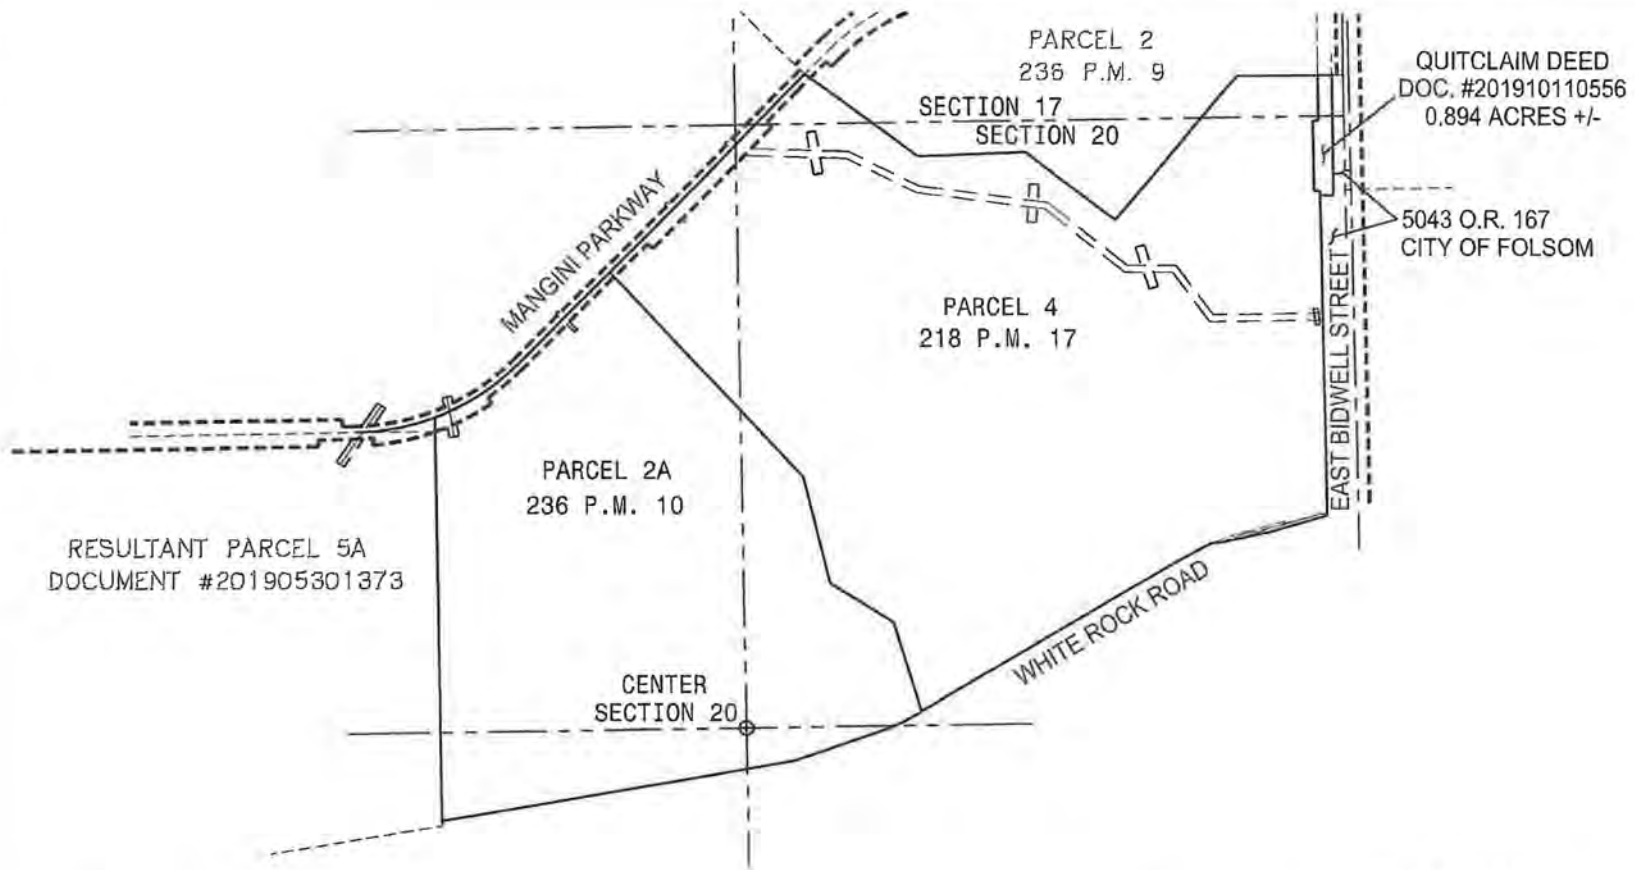 PARCEL 2
236 P.M. 9
QUITCLAIM DEED
DOC. #201910110556
0.894 ACRES +/-
SECTION 17
SECTION 20
MANGINI PARKWAY
5043 O.R. 167
CITY OF FOLSOM
PARCEL 4
218 P.M. 17
EAST BIDWELL STREET
PARCEL 2A
236 P.M. 10
RESULTANT PARCEL 5A
DOCUMENT #201905301373
WHITE ROCK ROAD
CENTER
SECTION 20